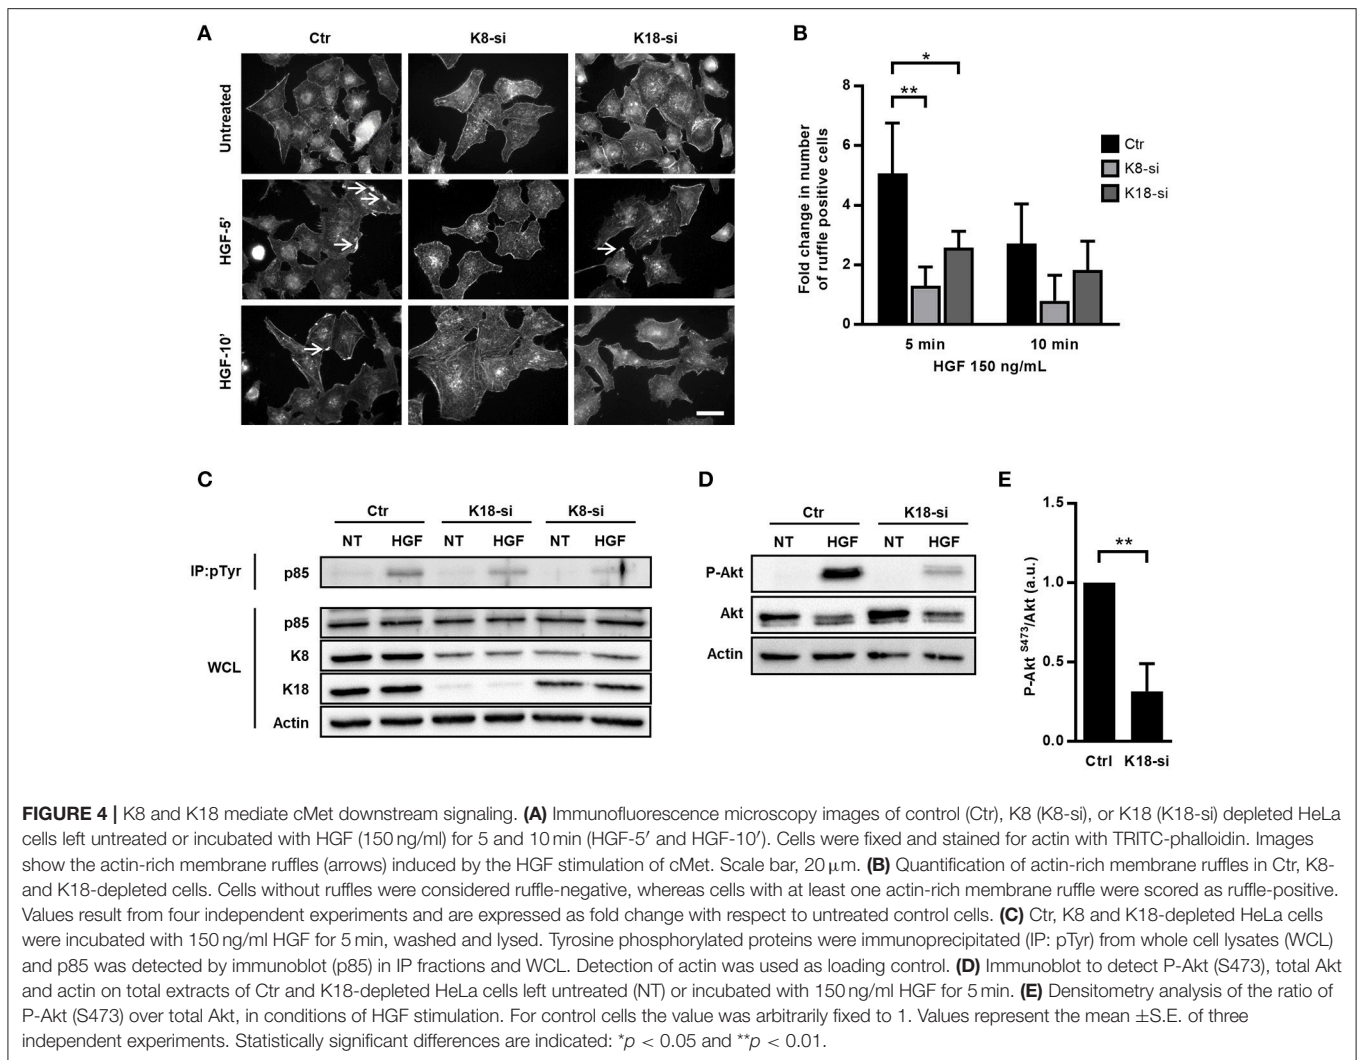 A
Ctr
K8-si
K18-si
Untreated
HGF-5'
HGF-10'
B
Fold change in number
of ruffle positive cells
8
6
4
2
0
*
**
Ctr
K8-si
K18-si
5 min
10 min
HGF 150 ng/mL
C
Ctr
K18-si
K8-si
NT
HGF
NT
HGF
NT
HGF
IP:pTyr
p85
WCL
p85
K8
K18
Actin
D
Ctr
K18-si
NT
HGF
NT
HGF
P-Akt
Akt
Actin
E
P-Akt S473/Akt (a.u.)
1.5
1.0
0.5
0.0
**
Ctrl
K18-si
FIGURE 4 | K8 and K18 mediate cMet downstream signaling. (A) Immunofluorescence microscopy images of control (Ctr), K8 (K8-si), or K18 (K18-si) depleted HeLa
cells left untreated or incubated with HGF (150 ng/ml) for 5 and 10 min (HGF-5′ and HGF-10′). Cells were fixed and stained for actin with TRITC-phalloidin. Images
show the actin-rich membrane ruffles (arrows) induced by the HGF stimulation of cMet. Scale bar, 20 μm. (B) Quantification of actin-rich membrane ruffles in Ctr, K8-
and K18-depleted cells. Cells without ruffles were considered ruffle-negative, whereas cells with at least one actin-rich membrane ruffle were scored as ruffle-positive.
Values result from four independent experiments and are expressed as fold change with respect to untreated control cells. (C) Ctr, K8 and K18-depleted HeLa cells
were incubated with 150 ng/ml HGF for 5 min, washed and lysed. Tyrosine phosphorylated proteins were immunoprecipitated (IP: pTyr) from whole cell lysates (WCL)
and p85 was detected by immunoblot (p85) in IP fractions and WCL. Detection of actin was used as loading control. (D) Immunoblot to detect P-Akt (S473), total Akt
and actin on total extracts of Ctr and K18-depleted HeLa cells left untreated (NT) or incubated with 150 ng/ml HGF for 5 min. (E) Densitometry analysis of the ratio of
P-Akt (S473) over total Akt, in conditions of HGF stimulation. For control cells the value was arbitrarily fixed to 1. Values represent the mean ±S.E. of three
independent experiments. Statistically significant differences are indicated: *p < 0.05 and **p < 0.01.